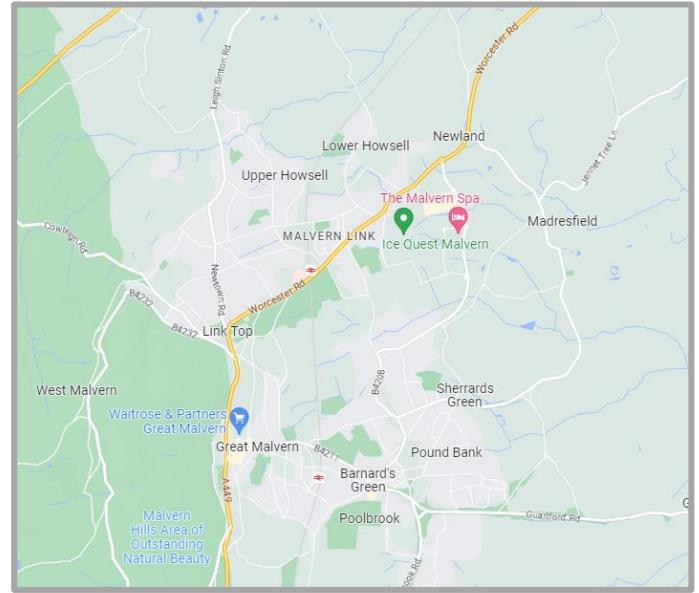 Worcester Rd
Leigh Sinton Rd
Newland
Lower Howsell
Jennet Tree Ln
Upper Howsell
The Malvern Spa
Madresfield
MALVERN LINK
Ice Quest Malvern
Cowleigh Rd
Newtown Rd
B4232
Worcester Rd
B4232
Link Top
B4208
West Malvern
Sherrards
Green
Waitrose & Partners
Great Malvern
Great Malvern
B4211
Pound Bank
Barnard's
Green
A449
Malvern
Hills Area of
Outstanding
Natural Beauty
Poolbrook
Guarlford Rd
G
ook Rd